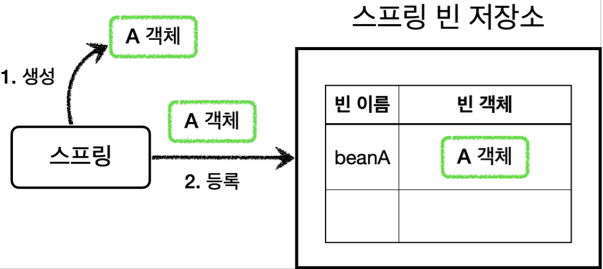 스프링 빈 저장소
A 객체
1. 생성
A 객체
스프링
2. 등록
빈 이름 빈 객체
beanA A 객체